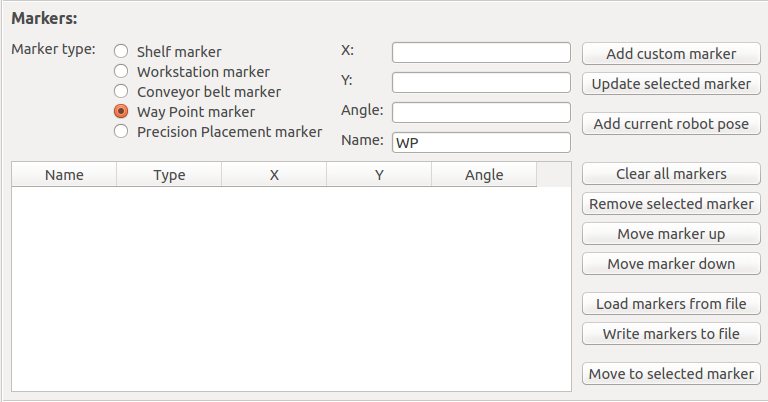 Markers:
Marker type:
Shelf marker
Workstation marker
Conveyor belt marker
Way Point marker
Precision Placement marker
X:
Y:
Angle:
Name: WP
Add custom marker
Update selected marker
Add current robot pose
Name Type X Y Angle
Clear all markers
Remove selected marker
Move marker up
Move marker down
Load markers from file
Write markers to file
Move to selected marker